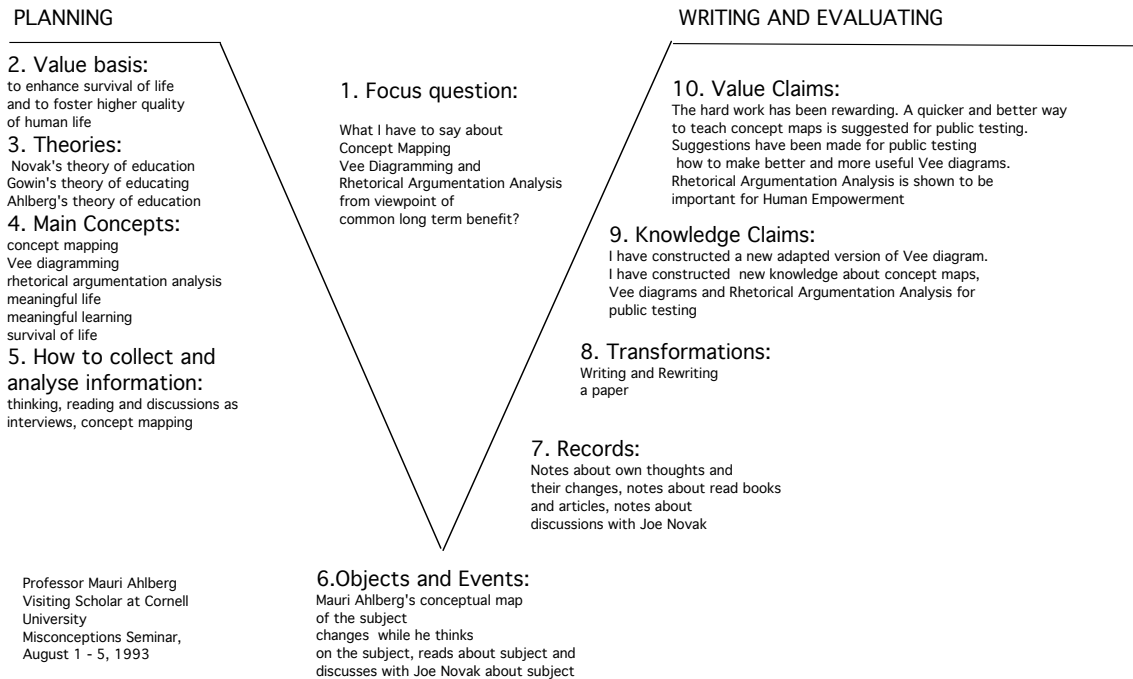 PLANNING
WRITING AND EVALUATING
2. Value basis:
to enhance survival of life
and to foster higher quality
of human life
3. Theories:
Novak's theory of education
Gowin's theory of educating
Ahlberg's theory of education
4. Main Concepts:
concept mapping
Vee diagramming
rhetorical argumentation analysis
meaningful life
meaningful learning
survival of life
5. How to collect and
analyse information:
thinking, reading and discussions as
interviews, concept mapping
1. Focus question:
What I have to say about
Concept Mapping
Vee Diagramming and
Rhetorical Argumentation Analysis
from viewpoint of
common long term benefit?
10. Value Claims:
The hard work has been rewarding. A quicker and better way
to teach concept maps is suggested for public testing.
Suggestions have been made for public testing
how to make better and more useful Vee diagrams.
Rhetorical Argumentation Analysis is shown to be
important for Human Empowerment
9. Knowledge Claims:
I have constructed a new adapted version of Vee diagram.
I have constructed new knowledge about concept maps,
Vee diagrams and Rhetorical Argumentation Analysis for
public testing
8. Transformations:
Writing and Rewriting
a paper
7. Records:
Notes about own thoughts and
their changes, notes about read books
and articles, notes about
discussions with Joe Novak
6.Objects and Events:
Mauri Ahlberg's conceptual map
of the subject
changes while he thinks
on the subject, reads about subject and
discusses with Joe Novak about subject
Professor Mauri Ahlberg
Visiting Scholar at Cornell
University
Misconceptions Seminar,
August 1 - 5, 1993